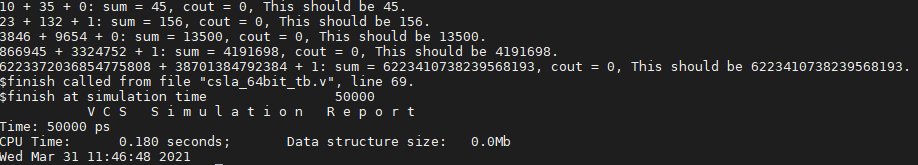 10 + 35 + 0: sum = 45, cout = 0, This should be 45.
23 + 132 + 1: sum = 156, cout = 0, This should be 156.
3846 + 9654 + 0: sum = 13500, cout = 0, This should be 13500.
866945 + 3324752 + 1: sum = 4191698, cout = 0, This should be 4191698.
6223372036854775808 + 38701384792384 + 1: sum = 6223410738239568193, cout = 0, This should be 6223410738239568193.
$finish called from file "csla_64bit_tb.v", line 69.
$finish at simulation time 50000
V C S S i m u l a t i o n R e p o r t
Time: 50000 ps
CPU Time: 0.180 seconds; Data structure size: 0.0Mb
Wed Mar 31 11:46:48 2021